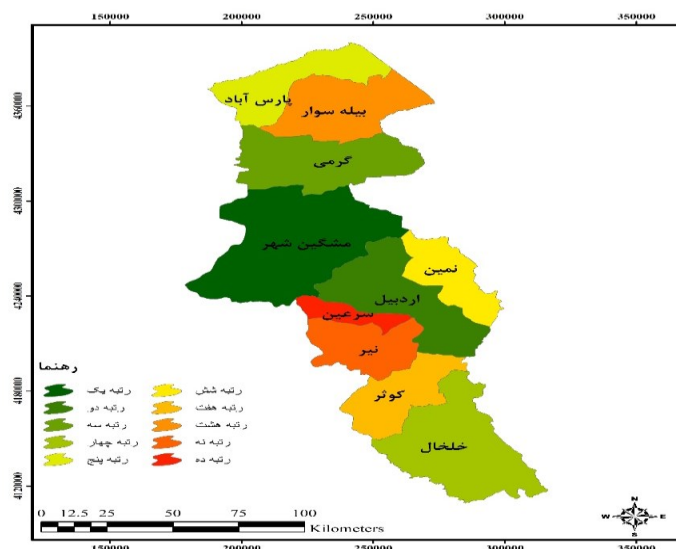 150000 200000 250000 300000 350000
4360000
4300000
4240000
4180000
4120000
پارس آباد
بیله سوار
گرمی
مشگین شهر
نمین
اردبیل
سرعین
نیر
کوثر
خلخال
رهنما
رتبه یک
رتبه دو
رتبه سه
رتبه چهار
رتبه پنج
رتبه شش
رتبه هفت
رتبه هشت
رتبه نه
رتبه ده
0 12.5 25 50 75 100
Kilometers
N
W E
S
150000 200000 250000 300000 350000